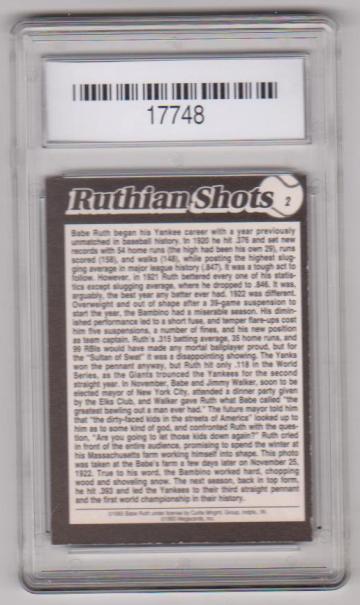 17748
Ruthian Shots
2
Babe Ruth began his Yankee career with a year previously
unmatched in baseball history. In 1920 he hit .376 and set new
records with 54 home runs (the high had been his own 29), runs
scored (158), and walks (148), while posting the highest slug-
ging average in major league history (.847). It was a tough act to
follow. However, in 1921 Ruth bettered every one of his statis-
tics except slugging average, where he dropped to .846. It was,
arguably, the best year any batter ever had. 1922 was different.
Overweight and out of shape after a 39-game suspension to
start the year, the Bambino had a miserable season. His dimin-
ished performance led to a short fuse, and temper flare-ups cost
him five suspensions, a number of fines, and his new position
as team captain. Ruth's .315 batting average, 35 home runs, and
99 RBIs would have made any mortal ballplayer proud, but for
the "Sultan of Swat" it was a disappointing showing. The Yanks
won the pennant anyway, but Ruth hit only .118 in the World
Series, as the Giants trounced the Yankees for the second
straight year. In November, Babe and Jimmy Walker, soon to be
elected mayor of New York City, attended a dinner party given
by the Elks Club, and Walker gave Ruth what Babe called "the
greatest bawling out a man ever had." The future mayor told him
that "the dirty-faced kids in the streets of America" looked up to
him as to some kind of god, and confronted Ruth with the ques-
tion, "Are you going to let those kids down again?" Ruth cried
in front of the entire audience, promising to spend the winter at
his Massachusetts farm working himself into shape. This photo
was taken at the Babe's farm a few days later on November 25,
1922. True to his word, the Bambino worked hard, chopping
wood and shoveling snow. The next season, back in top form,
he hit .393 and led the Yankees to their third straight pennant
and the first world championship in their history.
©1992 Babe Ruth under license by Curtis Wright Group, Indpls., IN.
©1992 Megacards, Inc.